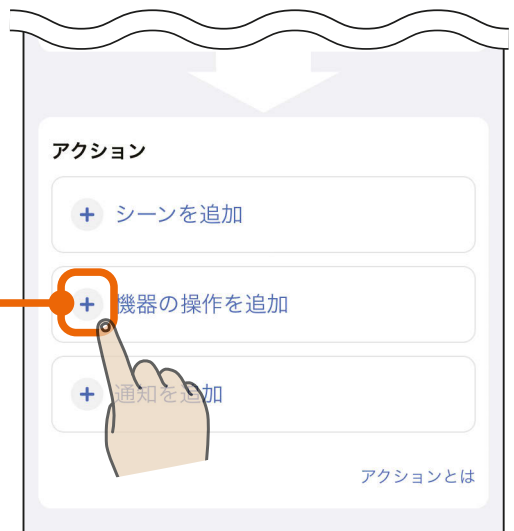 アクション
+ シーンを追加
+ 機器の操作を追加
+ 通知を追加
アクションとは